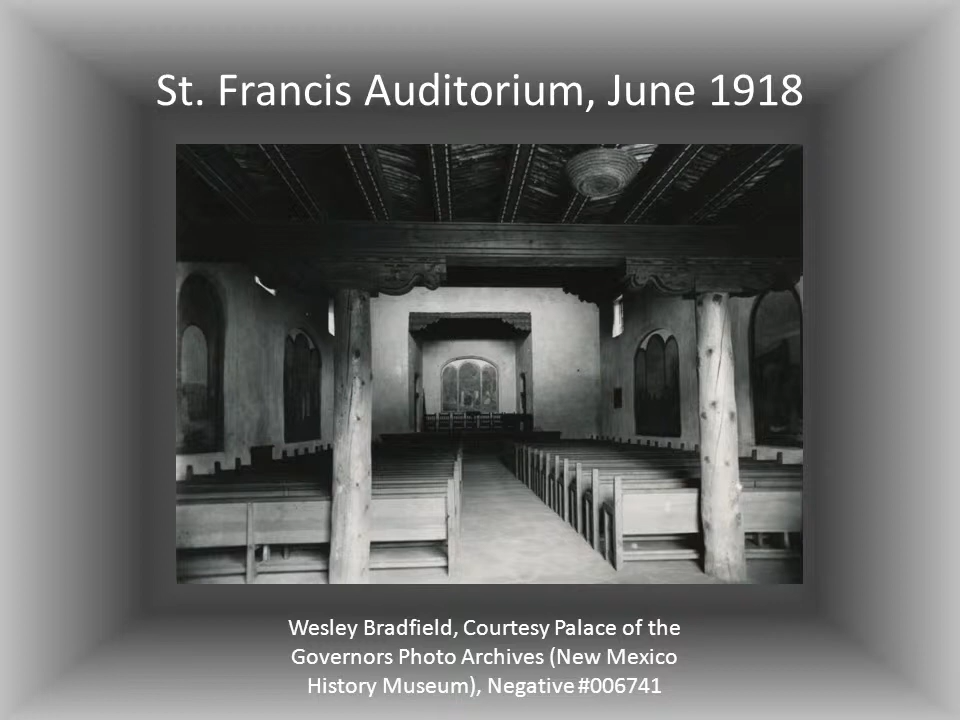 St. Francis Auditorium, June 1918
Wesley Bradfield, Courtesy Palace of the
Governors Photo Archives (New Mexico
History Museum), Negative #006741